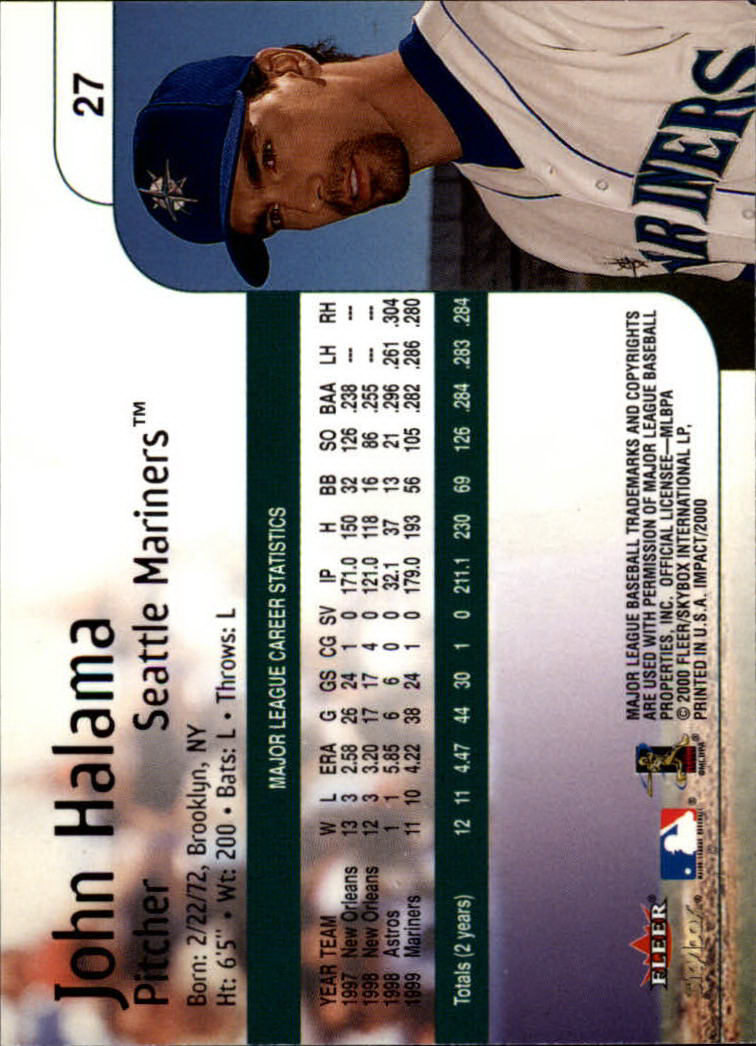 27
John Halama
Pitcher Seattle Mariners™
Born: 2/22/72, Brooklyn, NY
Ht: 6'5" • Wt: 200 • Bats: L • Throws: L
MAJOR LEAGUE CAREER STATISTICS
YEAR TEAM W L ERA G GS CG SV IP H BB SO BAA LH RH
1997 New Orleans 13 3 2.58 26 24 1 0 171.0 150 32 126 .238 --- ---
1998 New Orleans 12 3 3.20 17 17 4 0 121.0 118 16 86 .255 --- ---
1998 Astros 1 1 5.85 6 6 0 0 32.1 37 13 21 .296 .261 .304
1999 Mariners 11 10 4.22 38 24 1 0 179.0 193 56 105 .282 .286 .280
Totals (2 years) 12 11 4.47 44 30 1 0 211.1 230 69 126 .284 .283 .284
MARINERS
MAJOR LEAGUE BASEBALL TRADEMARKS AND COPYRIGHTS
ARE USED WITH PERMISSION OF MAJOR LEAGUE BASEBALL
PROPERTIES, INC. OFFICIAL LICENSEE—MLBPA
© 2000 FLEER/SKYBOX INTERNATIONAL LP,
PRINTED IN U.S.A. IMPACT/2000
FLEER®
skybox®
MAJOR LEAGUE BASEBALL
©MLBPA